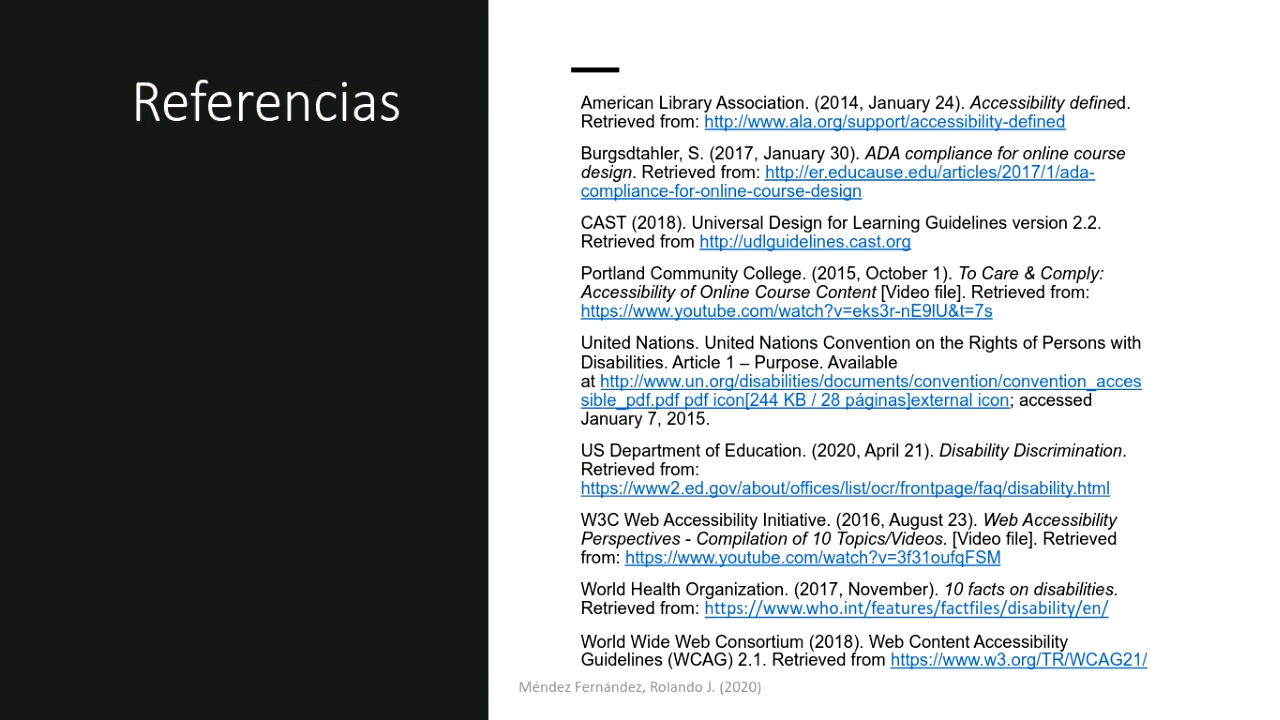 Referencias
American Library Association. (2014, January 24). Accessibility defined.
Retrieved from: http://www.ala.org/support/accessibility-defined
Burgsdtahler, S. (2017, January 30). ADA compliance for online course
design. Retrieved from: http://er.educause.edu/articles/2017/1/ada-
compliance-for-online-course-design
CAST (2018). Universal Design for Learning Guidelines version 2.2.
Retrieved from http://udlguidelines.cast.org
Portland Community College. (2015, October 1). To Care & Comply:
Accessibility of Online Course Content [Video file]. Retrieved from:
https://www.youtube.com/watch?v=eks3r-nE9lU&t=7s
United Nations. United Nations Convention on the Rights of Persons with
Disabilities. Article 1 – Purpose. Available
at http://www.un.org/disabilities/documents/convention/convention_acces
sible_pdf.pdf pdf icon[244 KB / 28 páginas]external icon; accessed
January 7, 2015.
US Department of Education. (2020, April 21). Disability Discrimination.
Retrieved from:
https://www2.ed.gov/about/offices/list/ocr/frontpage/faq/disability.html
W3C Web Accessibility Initiative. (2016, August 23). Web Accessibility
Perspectives - Compilation of 10 Topics/Videos. [Video file]. Retrieved
from: https://www.youtube.com/watch?v=3f31oufqFSM
World Health Organization. (2017, November). 10 facts on disabilities.
Retrieved from: https://www.who.int/features/factfiles/disability/en/
World Wide Web Consortium (2018). Web Content Accessibility
Guidelines (WCAG) 2.1. Retrieved from https://www.w3.org/TR/WCAG21/
Méndez Fernández, Rolando J. (2020)